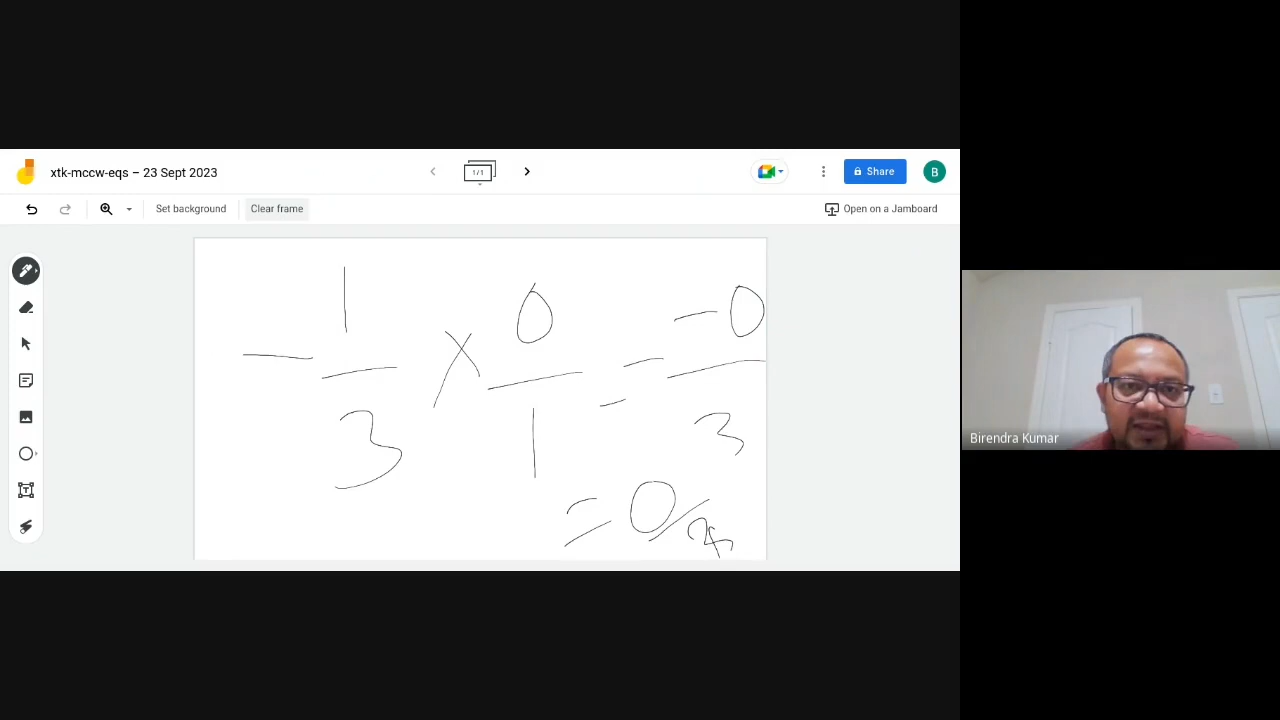 xtk-mccw-eqs – 23 Sept 2023
1/1
Share
B
Set background
Clear frame
Open on a Jamboard
− 1/3 × 0/1 = −0/3
= 0/
Birendra Kumar